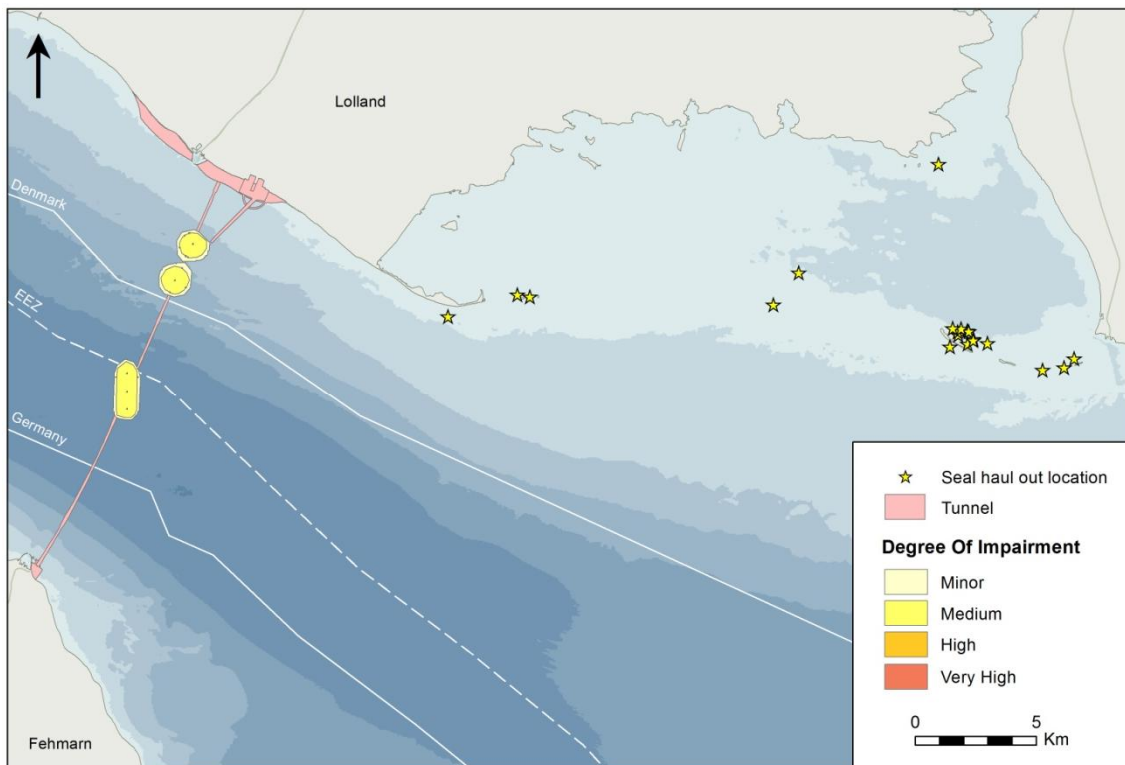 Lolland
Denmark
EEZ
Germany
Fehmarn
Seal haul out location
Tunnel
Degree Of Impairment
Minor
Medium
High
Very High
0 5
Km